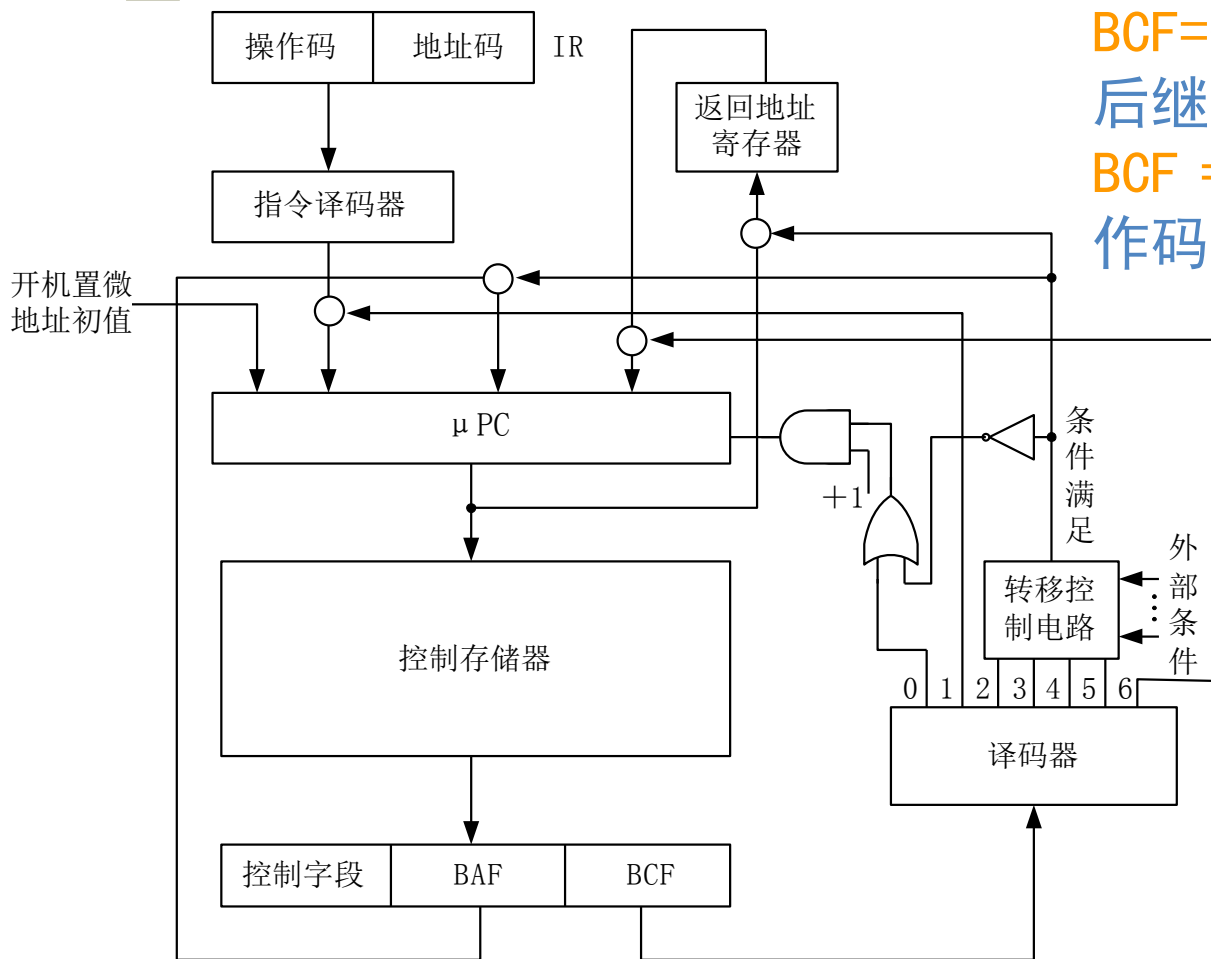 操作码
地址码
IR
BCF=
后继
BCF =
作码
返回地址
寄存器
指令译码器
开机置微
地址初值
μPC
+1
条件满足
控制存储器
转移控
制电路
外部条件
0
1
2
3
4
5
6
译码器
控制字段
BAF
BCF